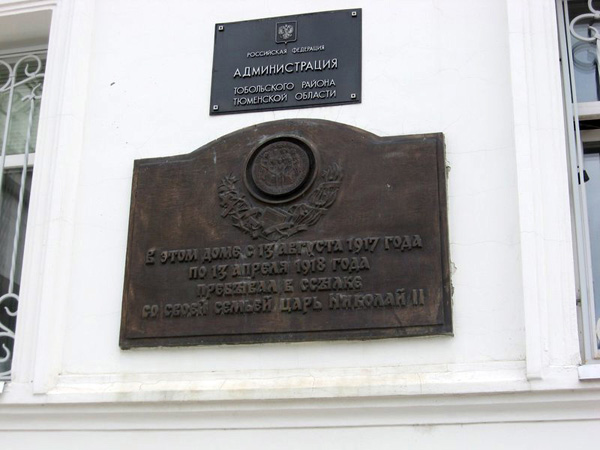 РОССИЙСКАЯ ФЕДЕРАЦИЯ
АДМИНИСТРАЦИЯ
ТОБОЛЬСКОГО РАЙОНА
ТЮМЕНСКОЙ ОБЛАСТИ
В ЭТОМ ДОМЕ С 13 АВГУСТА 1917 ГОДА
ПО 13 АПРЕЛЯ 1918 ГОДА
ПРЕБЫВАЛ В ССЫЛКЕ
СО СВОЕЙ СЕМЬЕЙ ЦАРЬ НИКОЛАЙ II